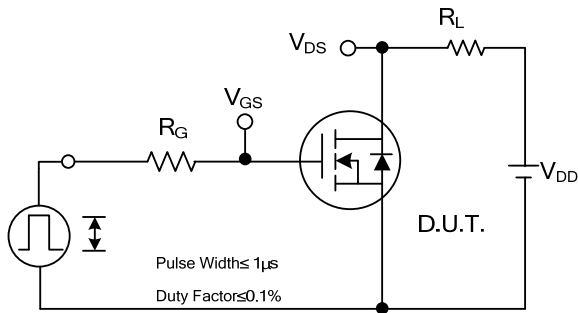 R_L
V_DS
V_GS
R_G
V_DD
D.U.T.
Pulse Width≤ 1μs
Duty Factor≤0.1%